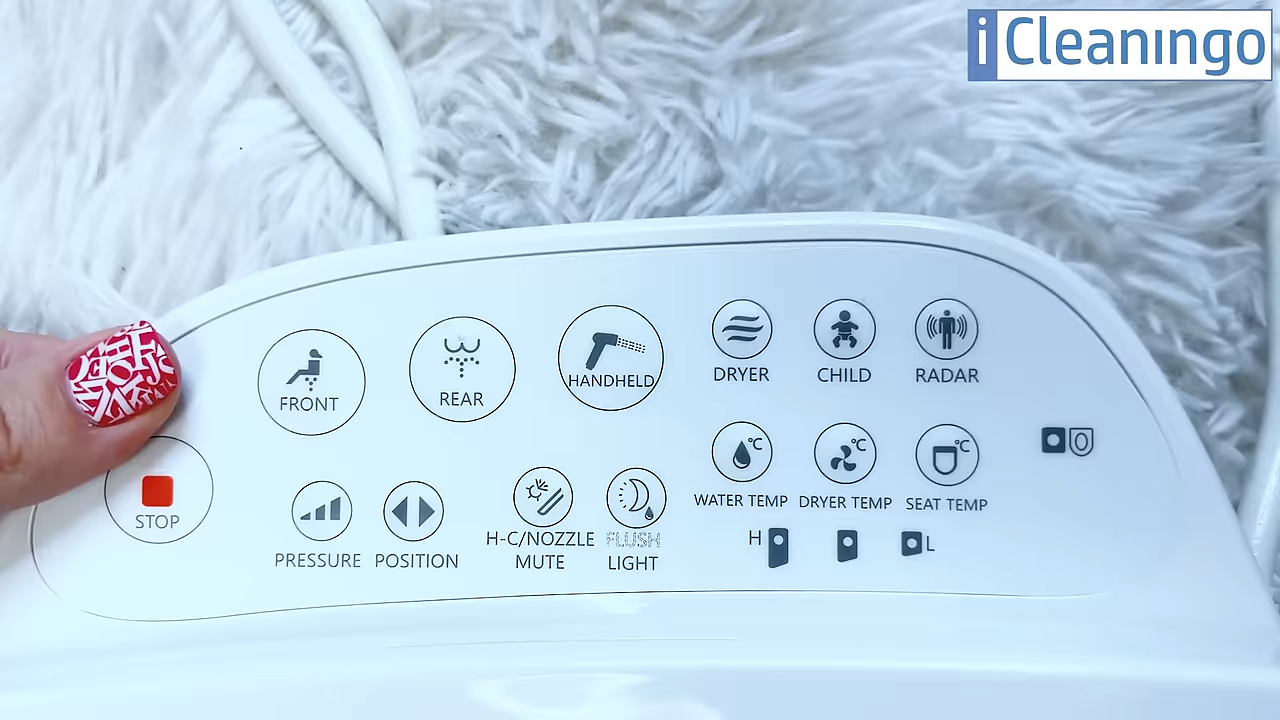 i Cleaningo
FRONT
REAR
HANDHELD
DRYER
CHILD
RADAR
°C
°C
°C
WATER TEMP
DRYER TEMP
SEAT TEMP
STOP
PRESSURE
POSITION
H-C/NOZZLE
MUTE
FLUSH
LIGHT
H
L